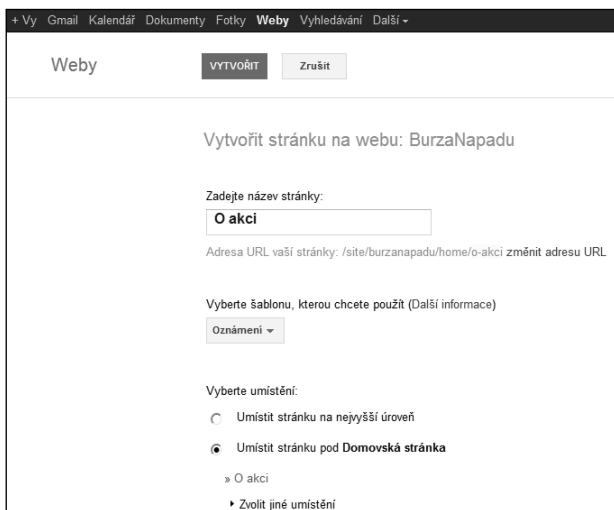 + Vy Gmail Kalendář Dokumenty Fotky Weby Vyhledávání Další
Weby VYTVOŘIT Zrušit
Vytvořit stránku na webu: BurzaNapadu
Zadejte název stránky:
O akci
Adresa URL vaší stránky: /site/burzanapadu/home/o-akci změnit adresu URL
Vyberte šablonu, kterou chcete použít (Další informace)
Oznámení
Vyberte umístění:
Umístit stránku na nejvyšší úroveň
Umístit stránku pod Domovská stránka
» O akci
Zvolit jiné umístění